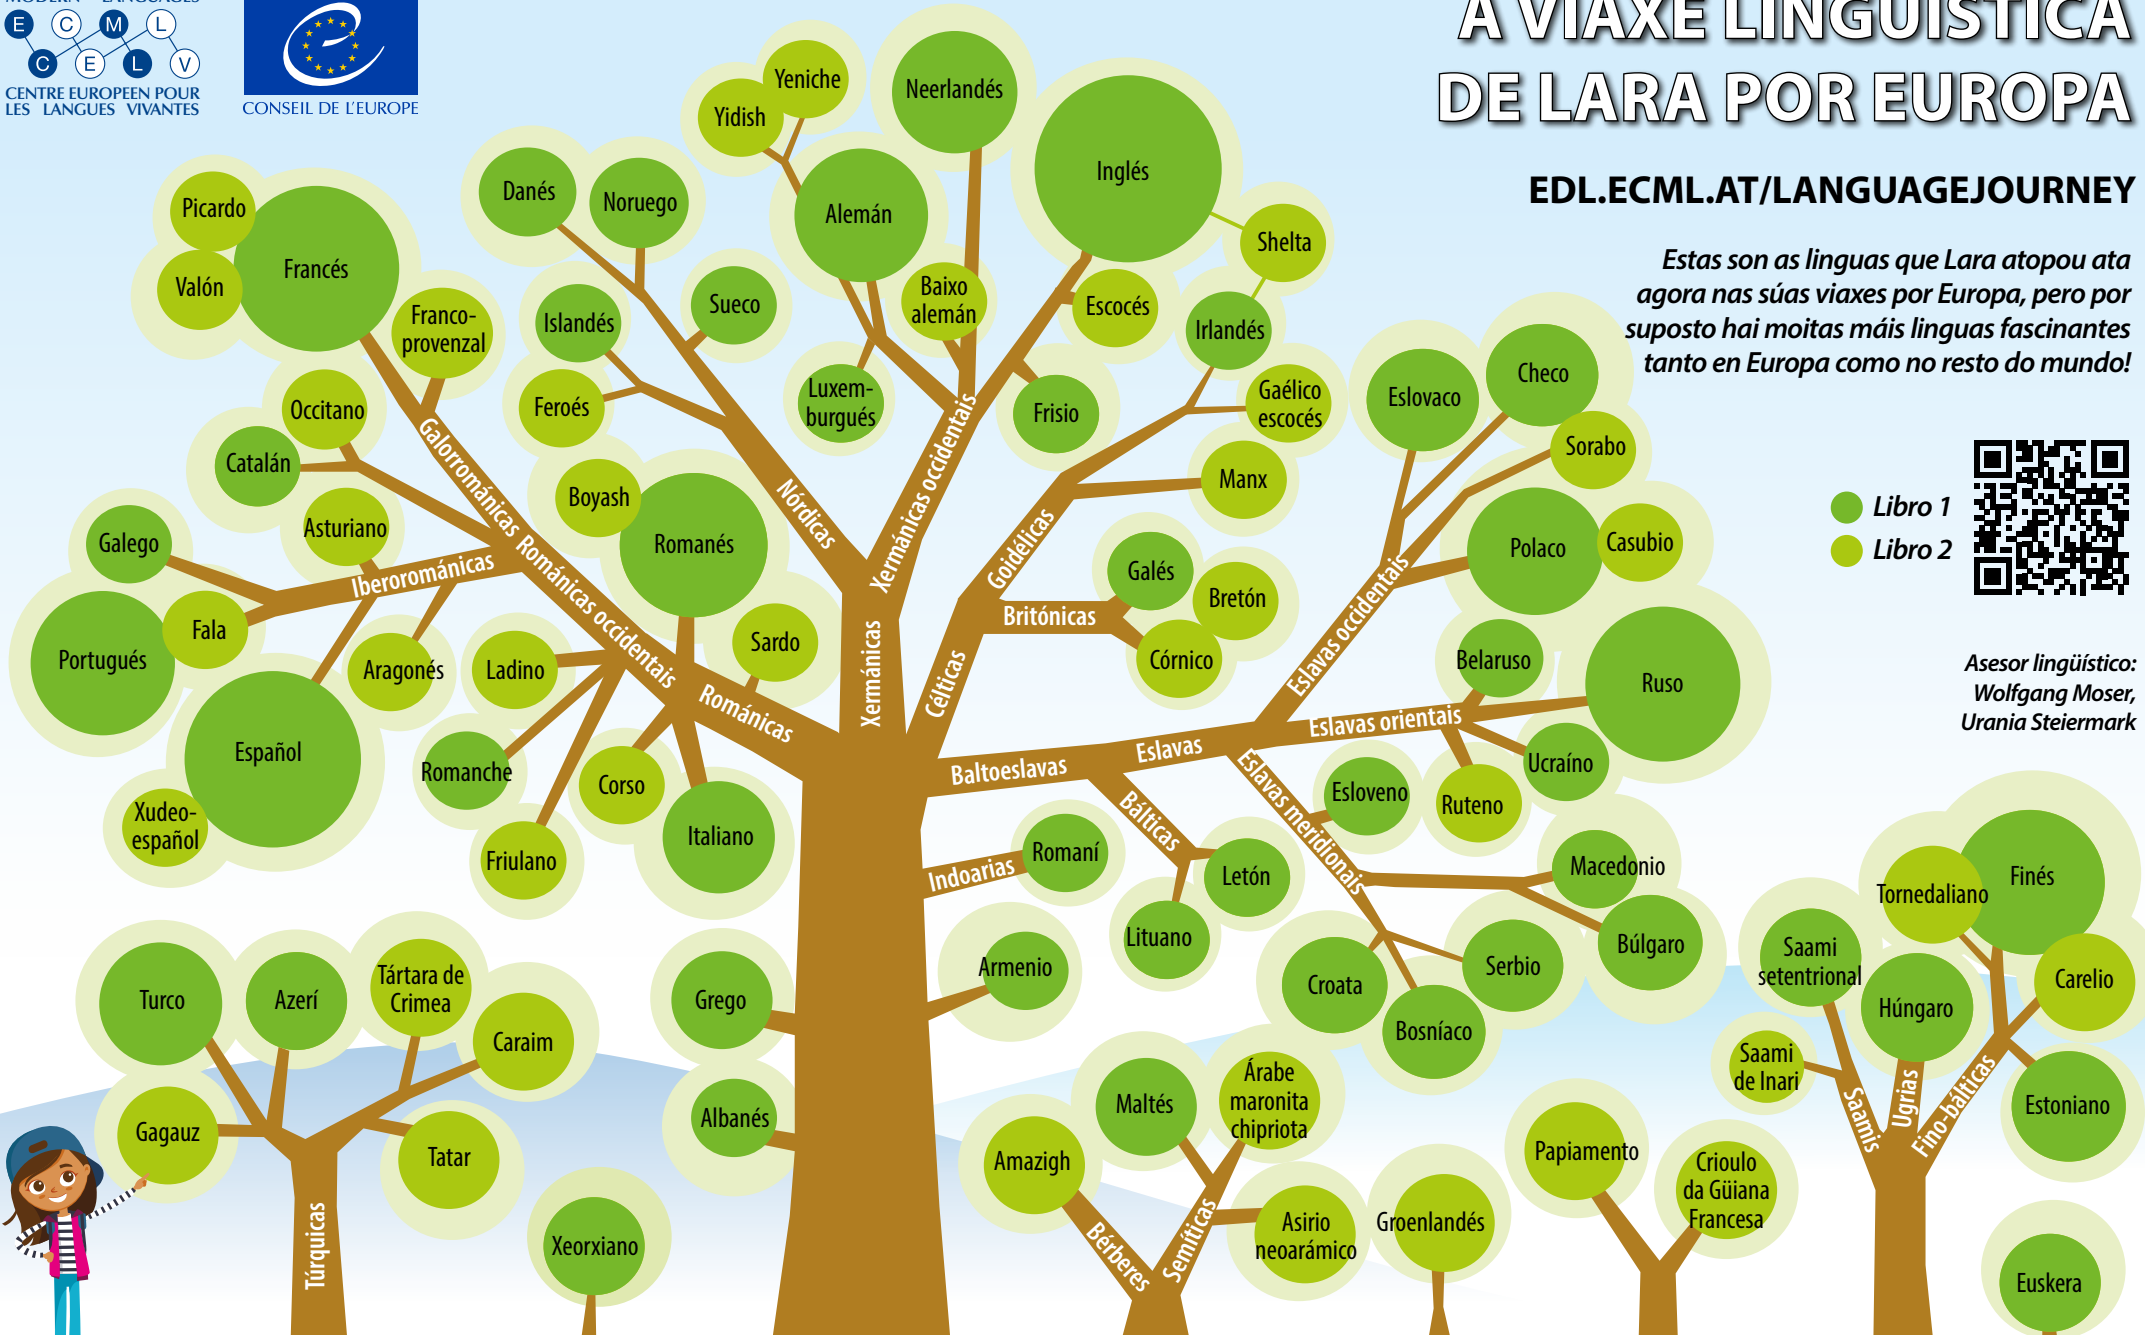 MODERN LANGUAGES
E C M L
C E L V
CENTRE EUROPEEN POUR
LES LANGUES VIVANTES
CONSEIL DE L'EUROPE
A VIAXE LINGÜÍSTICA
DE LARA POR EUROPA
EDL.ECML.AT/LANGUAGEJOURNEY
Estas son as linguas que Lara atopou ata
agora nas súas viaxes por Europa, pero por
suposto hai moitas máis linguas fascinantes
tanto en Europa como no resto do mundo!
Libro 1
Libro 2
Asesor lingüístico:
Wolfgang Moser,
Urania Steiermark
Picardo
Valón
Francés
Franco-
provenzal
Occitano
Catalán
Galorrománicas
Asturiano
Galego
Portugués
Fala
Iberorrománicas
Español
Xudeo-
español
Aragonés
Románicas occidentais
Ladino
Romanche
Friulano
Corso
Italiano
Románicas
Sardo
Romanés
Boyash
Danés
Noruego
Sueco
Islandés
Feroés
Nórdicas
Yidish
Yeniche
Alemán
Luxem-
burgués
Neerlandés
Baixo
alemán
Inglés
Escocés
Frisio
Xermánicas occidentais
Xermánicas
Shelta
Irlandés
Gaélico
escocés
Manx
Goidélicas
Célticas
Británicas
Galés
Bretón
Córnico
Eslovaco
Checo
Sorabo
Polaco
Casubio
Eslavas occidentais
Belaruso
Ruso
Ucraíno
Ruteno
Eslavas orientais
Eslavas
Baltoeslavas
Bálticas
Letón
Lituano
Eslavas meridionais
Esloveno
Macedonio
Búlgaro
Croata
Bosníaco
Serbio
Indoarias
Romaní
Armenio
Grego
Albanés
Turco
Azerí
Tártara de
Crimea
Caraim
Gagauz
Tatar
Túrquicas
Xeorxiano
Amazigh
Bérberes
Maltés
Árabe
maronita
chipriota
Asirio
neoarámico
Semíticas
Groenlandés
Papiamento
Crioulo
da Güiana
Francesa
Saami
setentrional
Saami
de Inari
Saamis
Húngaro
Ugrias
Tornedaliano
Finés
Carelio
Estoniano
Fino-bálticas
Euskera